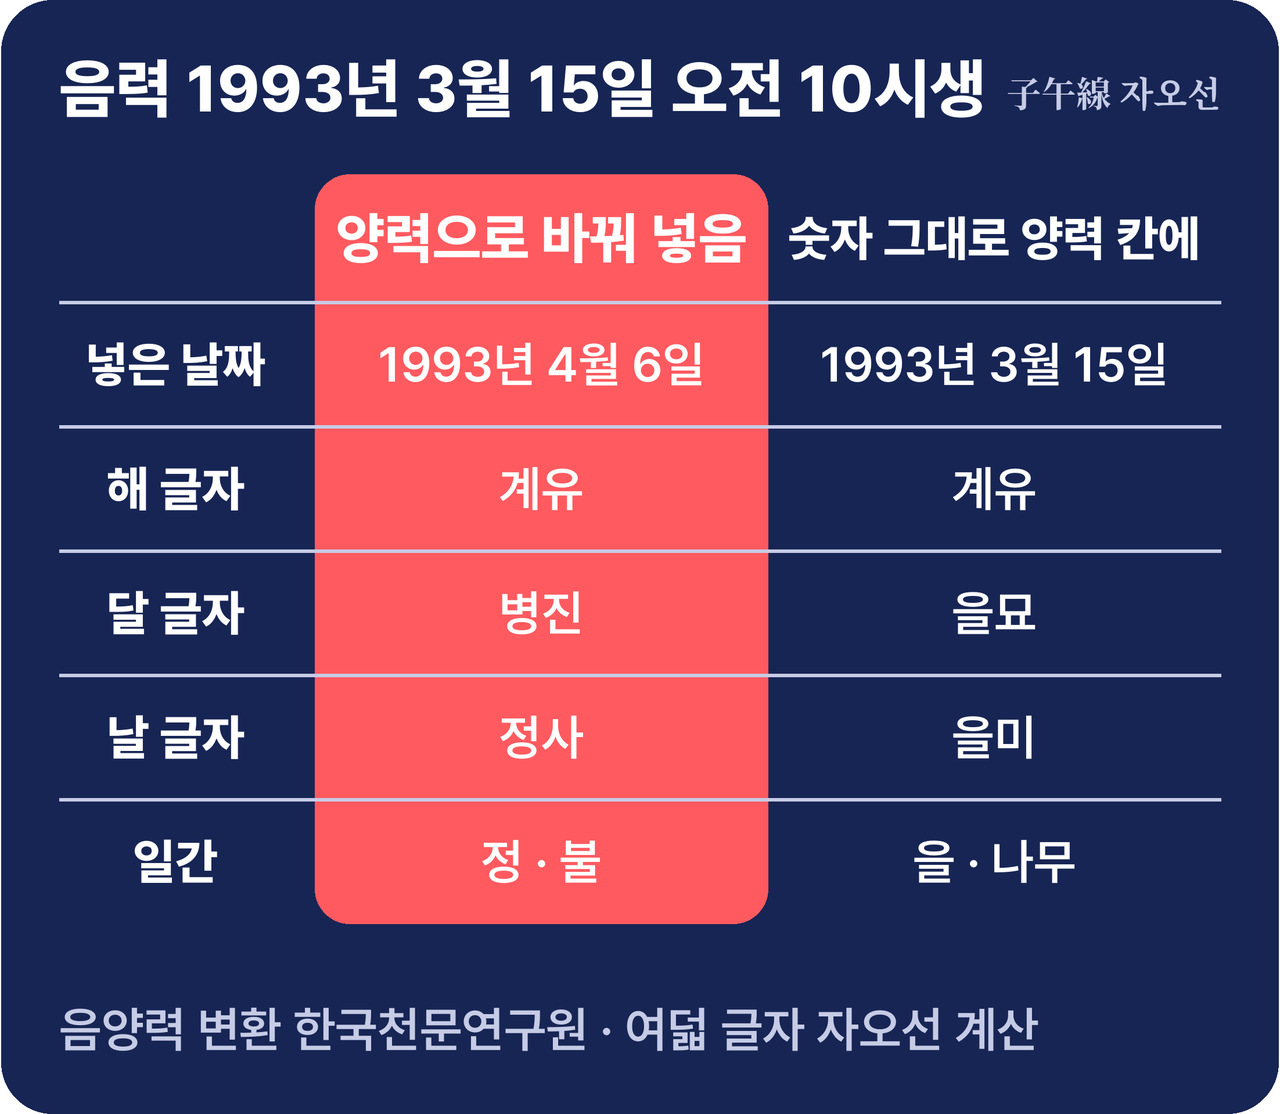 음력 1993년 3월 15일 오전 10시생 子午線 자오선
양력으로 바꿔 넣음 숫자 그대로 양력 칸에
넣은 날짜 1993년 4월 6일 1993년 3월 15일
해 글자 계유 계유
달 글자 병진 을묘
날 글자 정사 을미
일간 정 · 불 을 · 나무
음양력 변환 한국천문연구원 · 여덟 글자 자오선 계산